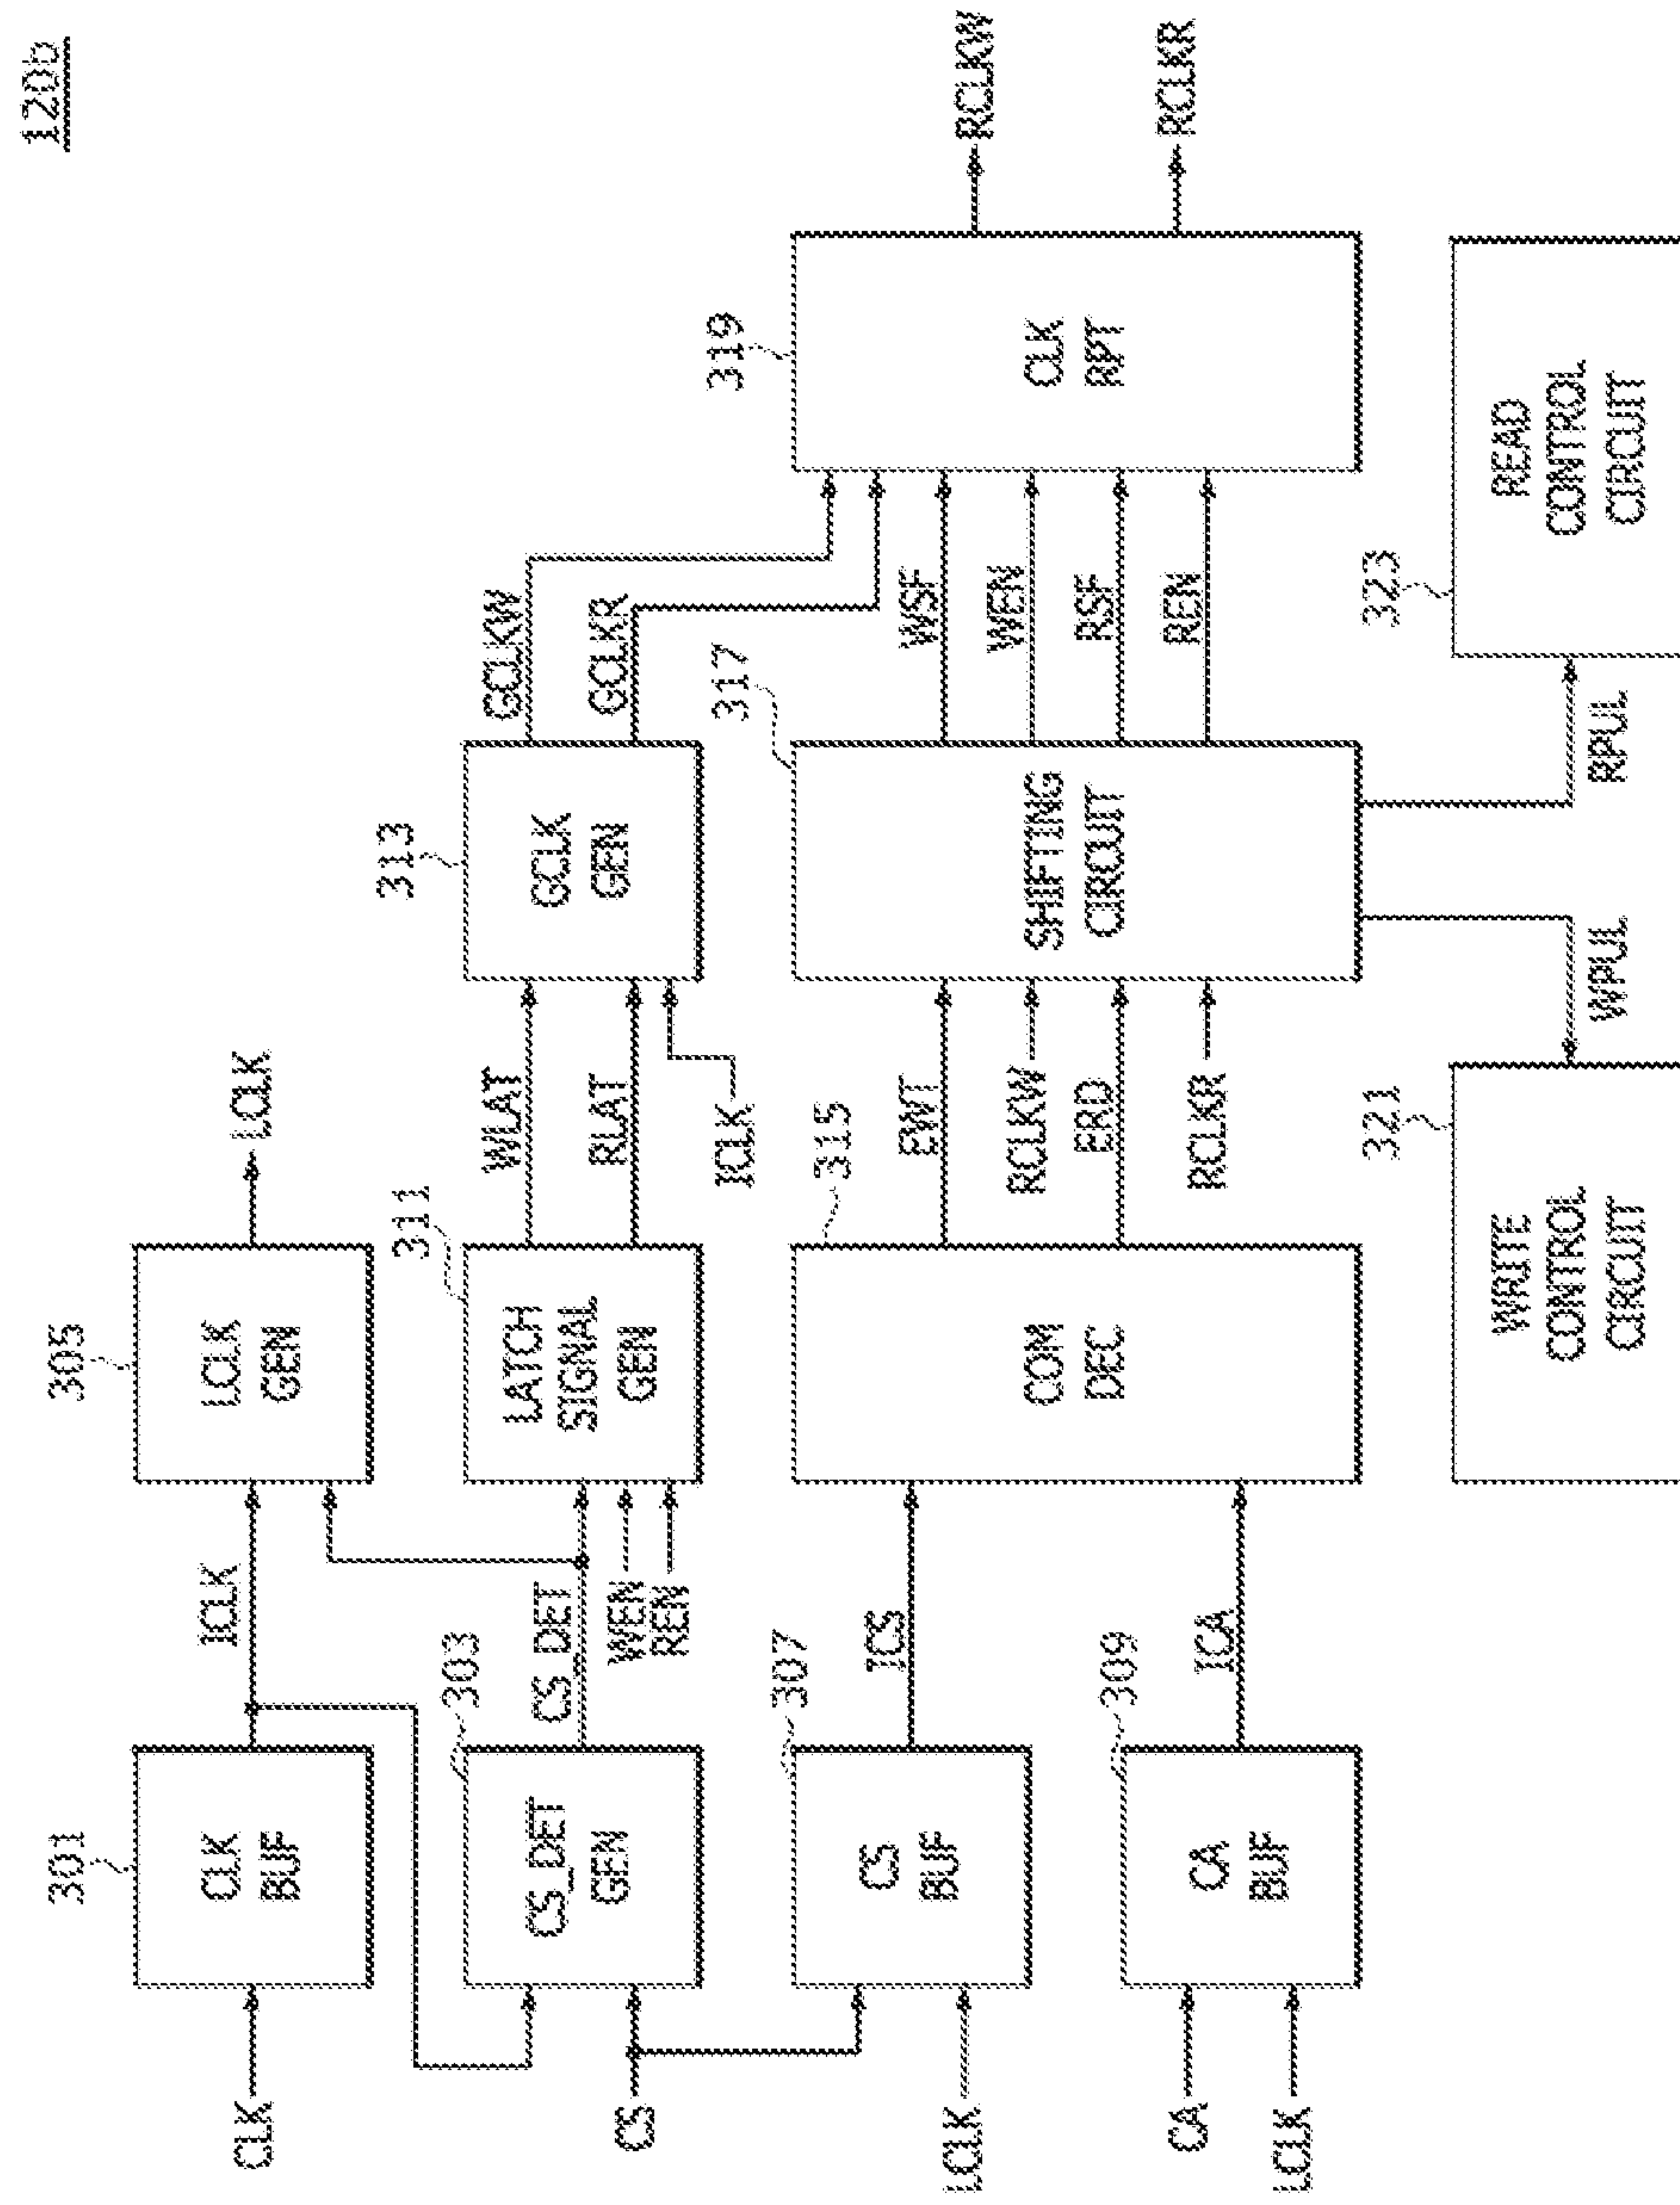 120b
301
CLK
BUF
CLK
ICLK
305
LCLK
GEN
LCLK
303
CS_DET
GEN
CS
CS_DET
WEN
REN
311
LATCH
SIGNAL
GEN
WLAT
RLAT
ICLK
313
GCLK
GEN
GCLKW
GCLKR
307
CS
BUF
LCLK
ICS
309
CA
BUF
CA
LCLK
ICA
315
COM
DEC
EWT
RCLKW
ERD
RCLKR
317
SHIFTING
CIRCUIT
WSF
WEN
RSF
REN
319
CLK
RPT
RCLKW
RCLKR
321
WRITE
CONTROL
CIRCUIT
WPUL
RPUL
323
READ
CONTROL
CIRCUIT